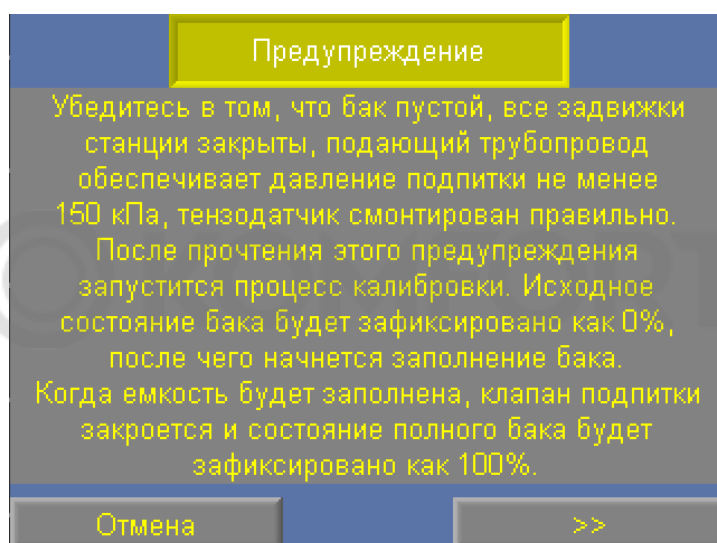 Предупреждение
Убедитесь в том, что бак пустой, все задвижки
станции закрыты, подающий трубопровод
обеспечивает давление подпитки не менее
150 кПа, тензодатчик смонтирован правильно.
После прочтения этого предупреждения
запустится процесс калибровки. Исходное
состояние бака будет зафиксировано как 0%,
после чего начнется заполнение бака.
Когда емкость будет заполнена, клапан подпитки
закроется и состояние полного бака будет
зафиксировано как 100%.
Отмена
>>